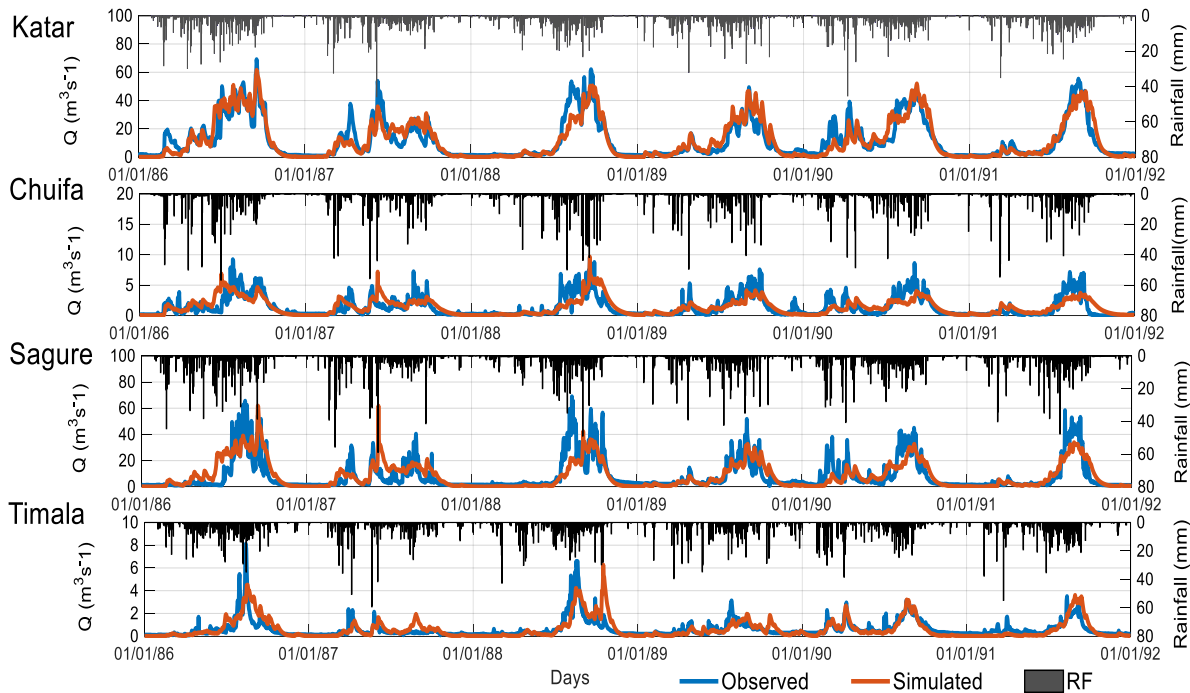 Katar
Q (m³s⁻¹)
100
80
60
40
20
0
0
20
40
60
80
Rainfall (mm)
01/01/86 01/01/87 01/01/88 01/01/89 01/01/90 01/01/91 01/01/92
Chuifa
Q (m³s⁻¹)
20
15
10
5
0
0
20
40
60
80
Rainfall(mm)
01/01/86 01/01/87 01/01/88 01/01/89 01/01/90 01/01/91 01/01/92
Sagure
Q (m³s⁻¹)
100
80
60
40
20
0
0
20
40
60
80
Rainfall (mm)
01/01/86 01/01/87 01/01/88 01/01/89 01/01/90 01/01/91 01/01/92
Timala
Q (m³s⁻¹)
10
8
6
4
2
0
0
20
40
60
80
Rainfall (mm)
01/01/86 01/01/87 01/01/88 01/01/89 01/01/90 01/01/91 01/01/92
Days
Observed
Simulated
RF